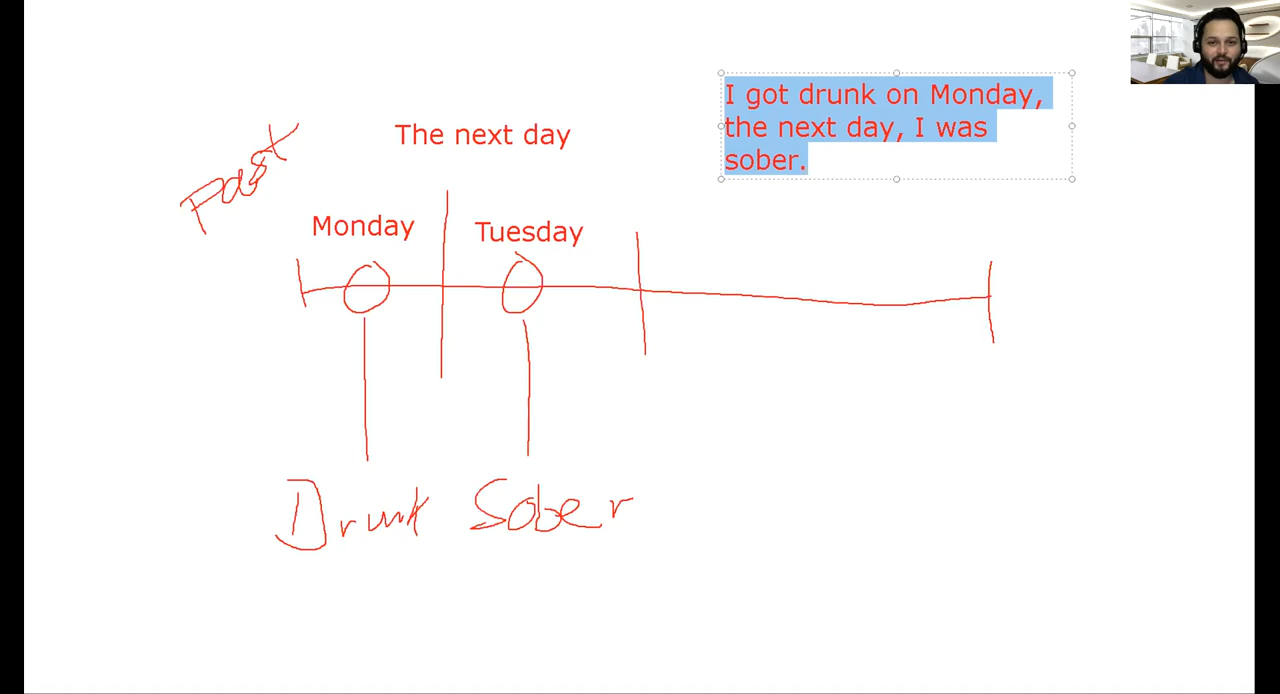 I got drunk on Monday,
the next day, I was
sober.
The next day
Past
Monday
Tuesday
Drunk
Sober